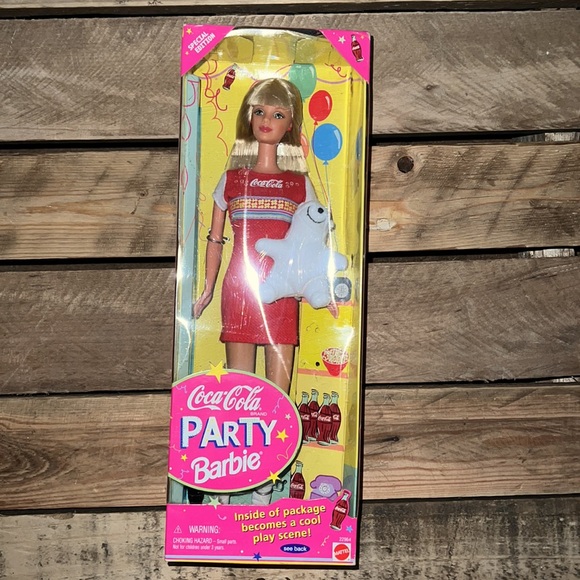 SPECIAL
EDITION
Coca-Cola
Coca-Cola
BRAND
PARTY
Barbie
inside of package
becomes a cool
play scene!
see back
WARNING:
CHOKING HAZARD - Small parts
Not for children under 3 years.
MATTEL